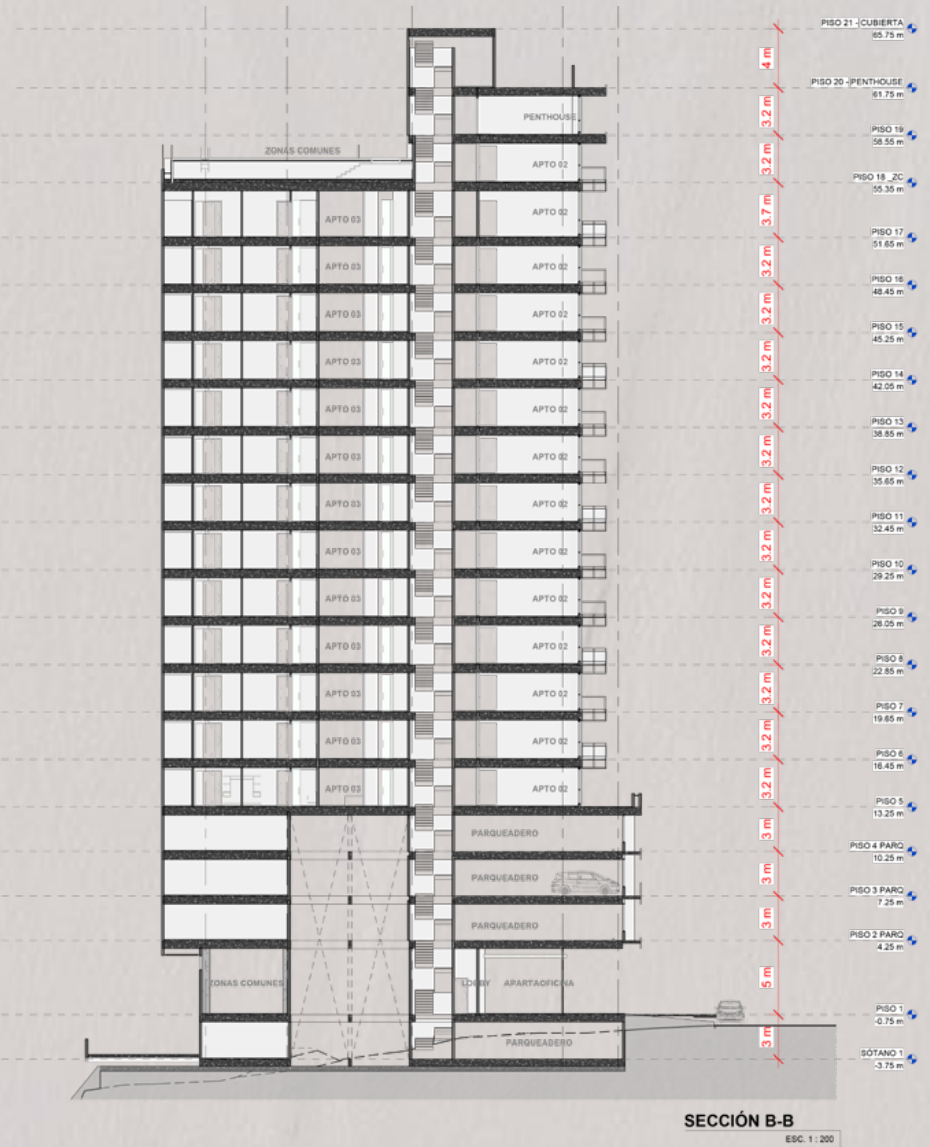 PISO 21 - CUBIERTA
65.75 m
4 m
PISO 20 - PENTHOUSE
61.75 m
PENTHOUSE
3.2 m
PISO 19
58.55 m
ZONAS COMUNES
APTO 02
3.2 m
PISO 18 _ZC
55.35 m
APTO 03
APTO 02
3.7 m
PISO 17
51.65 m
APTO 03
APTO 02
3.2 m
PISO 16
48.45 m
APTO 03
APTO 02
3.2 m
PISO 15
45.25 m
APTO 03
APTO 02
3.2 m
PISO 14
42.05 m
APTO 03
APTO 02
3.2 m
PISO 13
38.85 m
APTO 03
APTO 02
3.2 m
PISO 12
35.65 m
APTO 03
APTO 02
3.2 m
PISO 11
32.45 m
APTO 03
APTO 02
3.2 m
PISO 10
29.25 m
APTO 03
APTO 02
3.2 m
PISO 9
26.05 m
APTO 03
APTO 02
3.2 m
PISO 8
22.85 m
APTO 03
APTO 02
3.2 m
PISO 7
19.65 m
APTO 03
APTO 02
3.2 m
PISO 6
16.45 m
APTO 03
APTO 02
3.2 m
PISO 5
13.25 m
PARQUEADERO
3 m
PISO 4 PARQ
10.25 m
PARQUEADERO
3 m
PISO 3 PARQ
7.25 m
PARQUEADERO
3 m
PISO 2 PARQ
4.25 m
ZONAS COMUNES
LOBBY
APARTAOFICINA
5 m
PISO 1
-0.75 m
PARQUEADERO
3 m
SÓTANO 1
-3.75 m
SECCIÓN B-B
ESC. 1 : 200